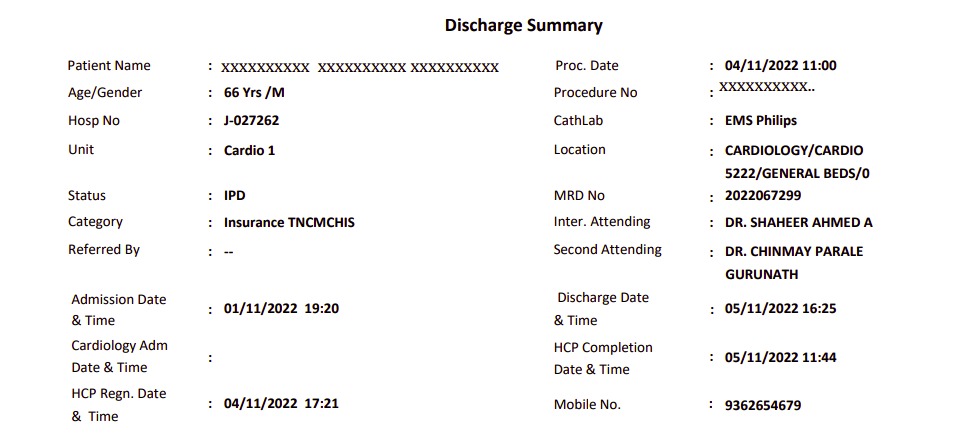 Discharge Summary
Patient Name : XXXXXXXXXX XXXXXXXXXX XXXXXXXXXX Proc. Date : 04/11/2022 11:00
Age/Gender : 66 Yrs /M Procedure No : XXXXXXXXXX..
Hosp No : J-027262 CathLab : EMS Philips
Unit : Cardio 1 Location : CARDIOLOGY/CARDIO
5222/GENERAL BEDS/0
Status : IPD MRD No : 2022067299
Category : Insurance TNCMCHIS Inter. Attending : DR. SHAHEER AHMED A
Referred By : -- Second Attending : DR. CHINMAY PARALE
GURUNATH
Admission Date Discharge Date
& Time : 01/11/2022 19:20 & Time : 05/11/2022 16:25
Cardiology Adm HCP Completion
Date & Time : Date & Time : 05/11/2022 11:44
HCP Regn. Date
& Time : 04/11/2022 17:21 Mobile No. : 9362654679